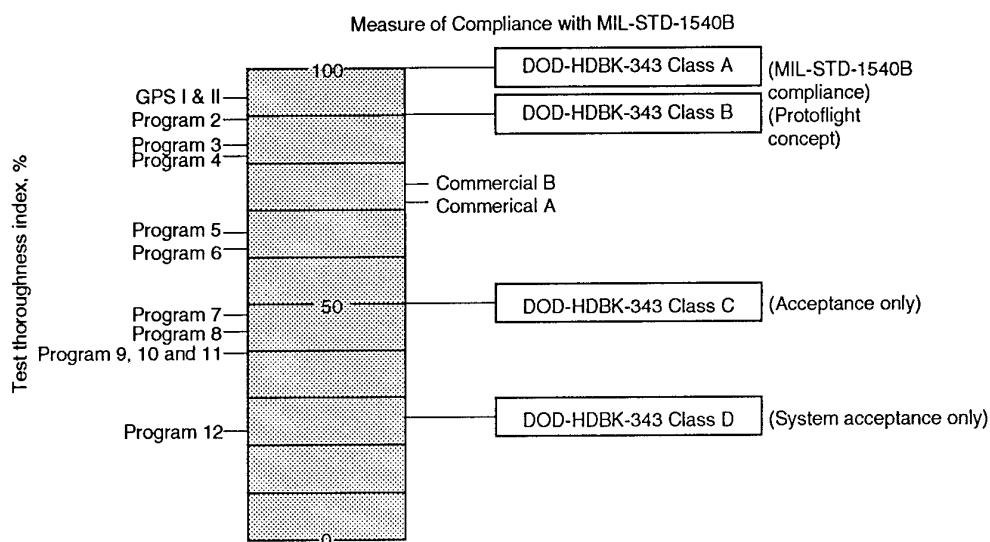 Measure of Compliance with MIL-STD-1540B
Test thoroughness index, %
100
50
0
GPS I & II
Program 2
Program 3
Program 4
Program 5
Program 6
Program 7
Program 8
Program 9, 10 and 11
Program 12
DOD-HDBK-343 Class A
(MIL-STD-1540B
compliance)
DOD-HDBK-343 Class B
(Protoflight
concept)
Commercial B
Commerical A
DOD-HDBK-343 Class C
(Acceptance only)
DOD-HDBK-343 Class D
(System acceptance only)